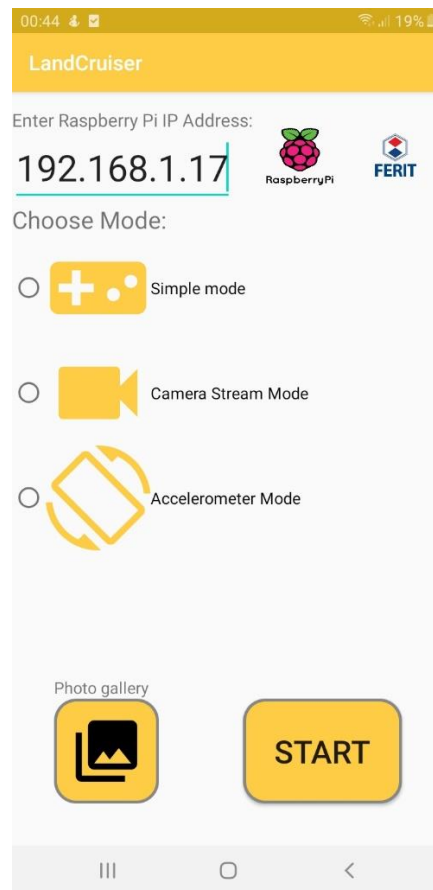 00:44 19%
LandCruiser
Enter Raspberry Pi IP Address:
192.168.1.17
RaspberryPi
FERIT
Choose Mode:
Simple mode
Camera Stream Mode
Accelerometer Mode
Photo gallery
START